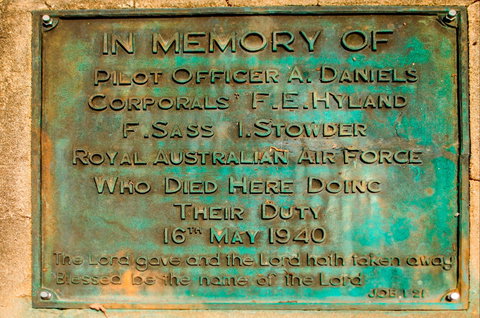 IN MEMORY OF
PILOT OFFICER A. DANIELS
CORPORALS' F.E. HYLAND
F. SASS I. STOWDER
ROYAL AUSTRALIAN AIR FORCE
WHO DIED HERE DOING
THEIR DUTY
16TH MAY 1940
The Lord gave and the Lord hath taken away
Blessed be the name of the Lord
JOB 1 21